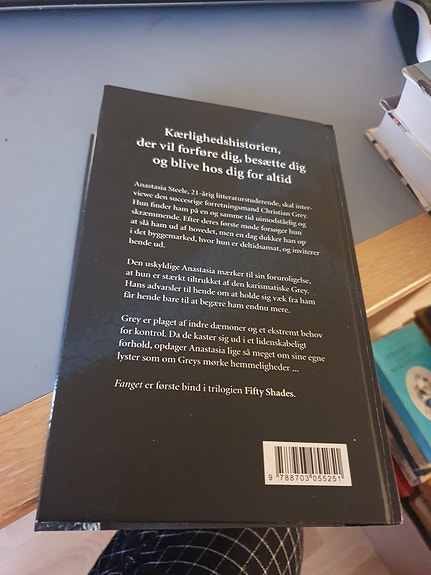 Kærlighedshistorien,
der vil forføre dig, besætte dig
og blive hos dig for altid
Anastasia Steele, 21-årig litteraturstuderende, skal inter-
viewe den succesrige forretningsmand Christian Grey.
Hun finder ham på en og samme tid uimodståelig og
skræmmende. Efter deres første møde forsøger hun
at slå ham ud af hovedet, men en dag dukker han op
i det byggemarked, hvor hun er deltidsansat, og inviterer
hende ud.
Den uskyldige Anastasia mærker til sin foruroligelse,
at hun er stærkt tiltrukket af den karismatiske Grey.
Hans advarsler til hende om at holde sig væk fra ham
får hende bare til at begære ham endnu mere.
Grey er plaget af indre dæmoner og et ekstremt behov
for kontrol. Da de kaster sig ud i et lidenskabeligt
forhold, opdager Anastasia lige så meget om sine egne
lyster som om Greys mørke hemmeligheder ...
Fanget er første bind i trilogien Fifty Shades.
9 788703 055251